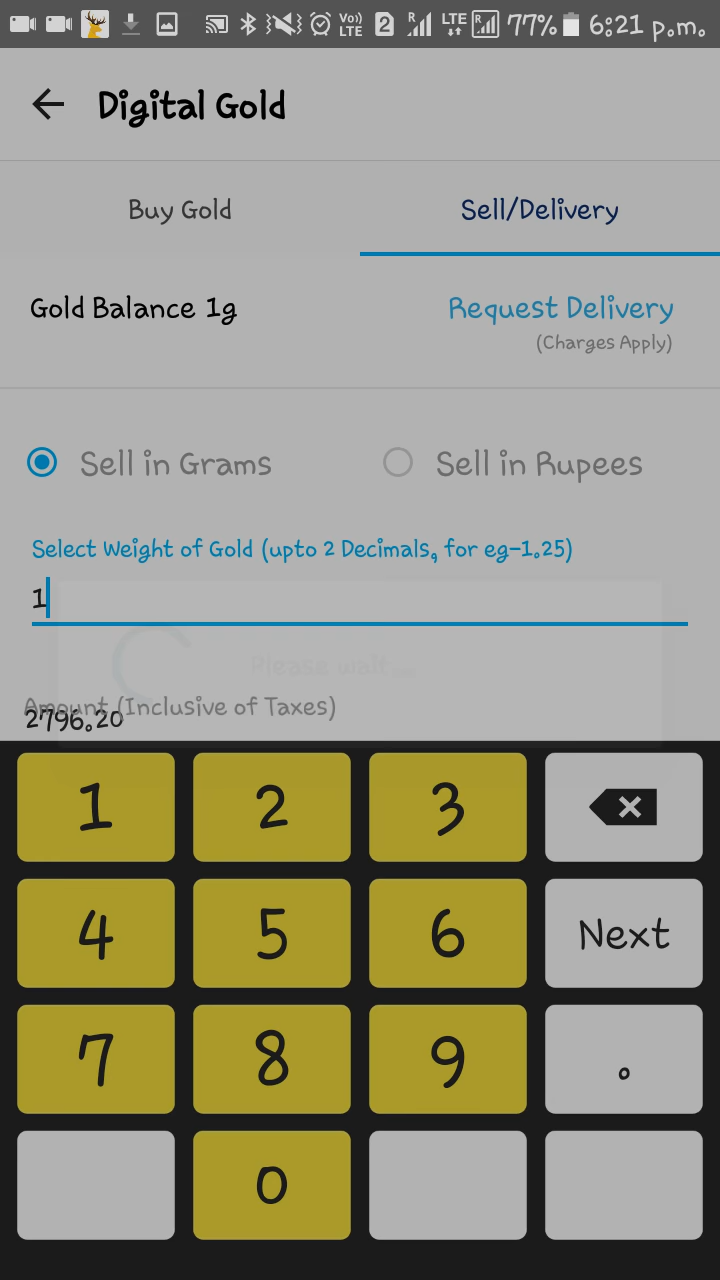 Vo)) LTE 2 R LTE R 77% 6:21 p.m.
Digital Gold
Buy Gold Sell/Delivery
Gold Balance 1g Request Delivery
(Charges Apply)
Sell in Grams Sell in Rupees
Select Weight of Gold (upto 2 Decimals, for eg-1.25)
1
Please wait...
Amount (Inclusive of Taxes)
2796.20
1 2 3
4 5 6 Next
7 8 9 .
0